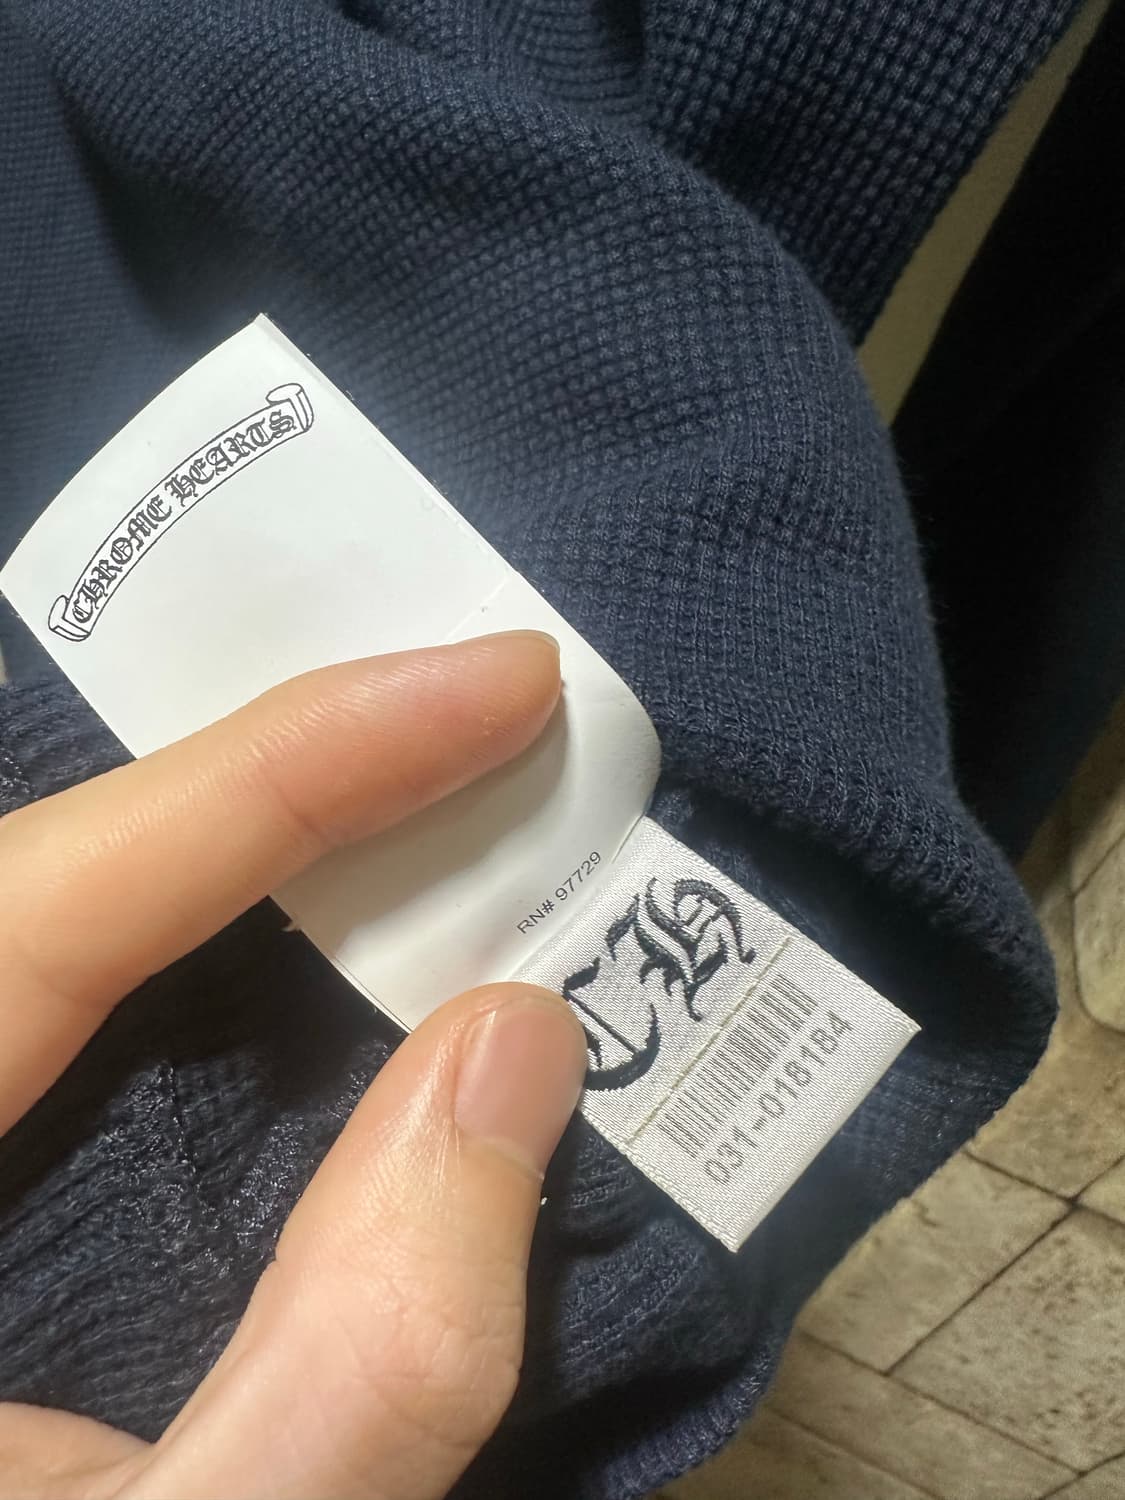 CHROME HEARTS
RN# 97729
CH
031-018184